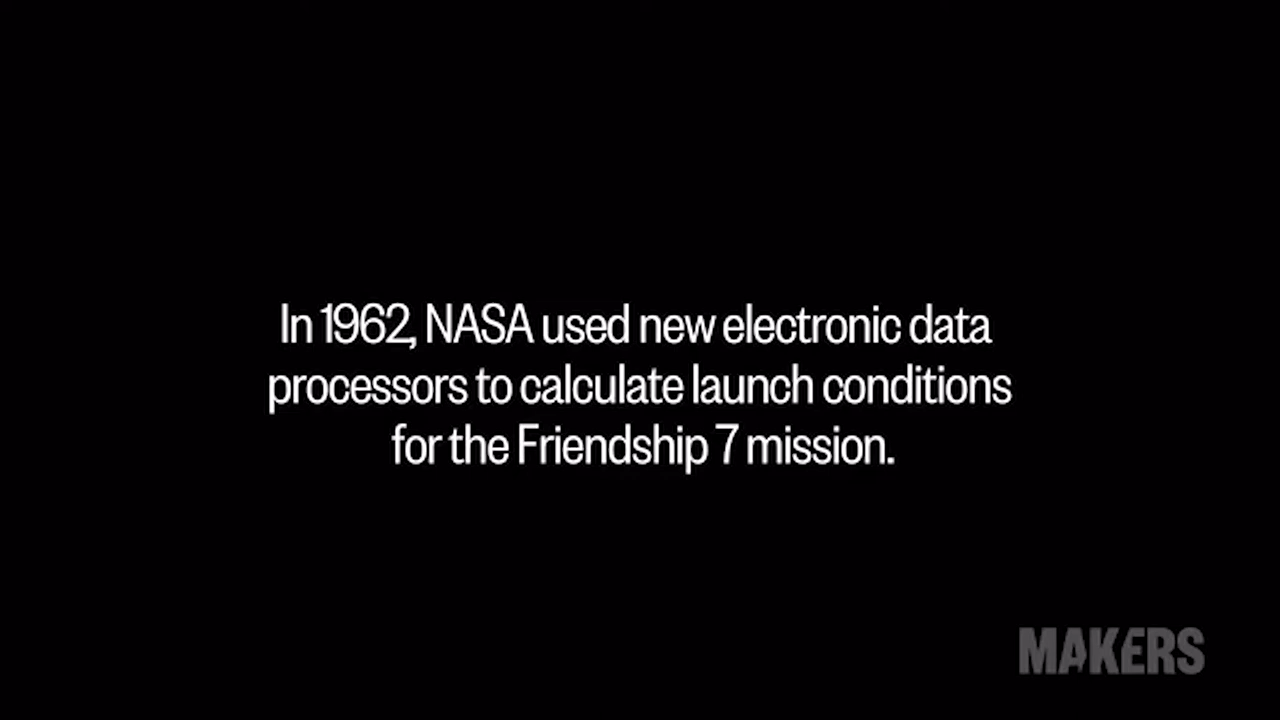 In 1962, NASA used new electronic data
processors to calculate launch conditions
for the Friendship 7 mission.
MAKERS